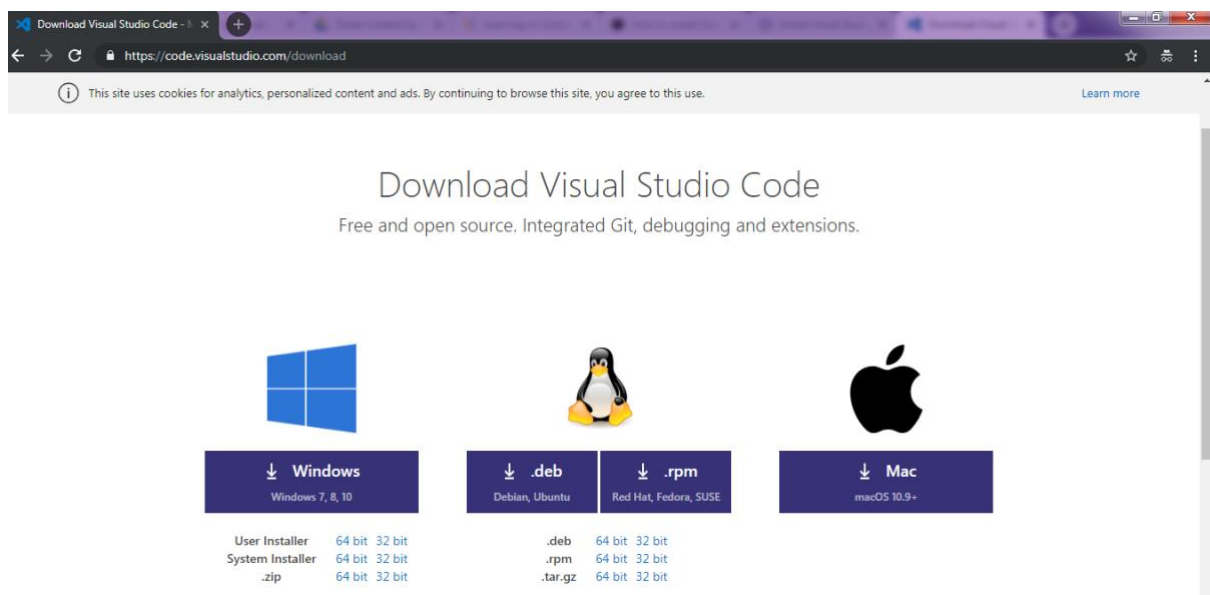 Download Visual Studio Code -
https://code.visualstudio.com/download
This site uses cookies for analytics, personalized content and ads. By continuing to browse this site, you agree to this use. Learn more
Download Visual Studio Code
Free and open source. Integrated Git, debugging and extensions.
Windows
Windows 7, 8, 10
.deb
Debian, Ubuntu
.rpm
Red Hat, Fedora, SUSE
Mac
macOS 10.9+
User Installer 64 bit 32 bit
System Installer 64 bit 32 bit
.zip 64 bit 32 bit
.deb 64 bit 32 bit
.rpm 64 bit 32 bit
.tar.gz 64 bit 32 bit